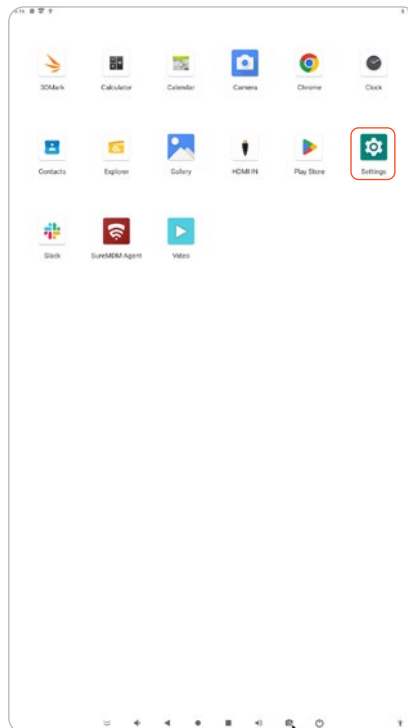 3DMark Calculator Calendar Camera Chrome Clock
Contacts Explorer Gallery HDMI IN Play Store Settings
Slack SureMDM Agent Video